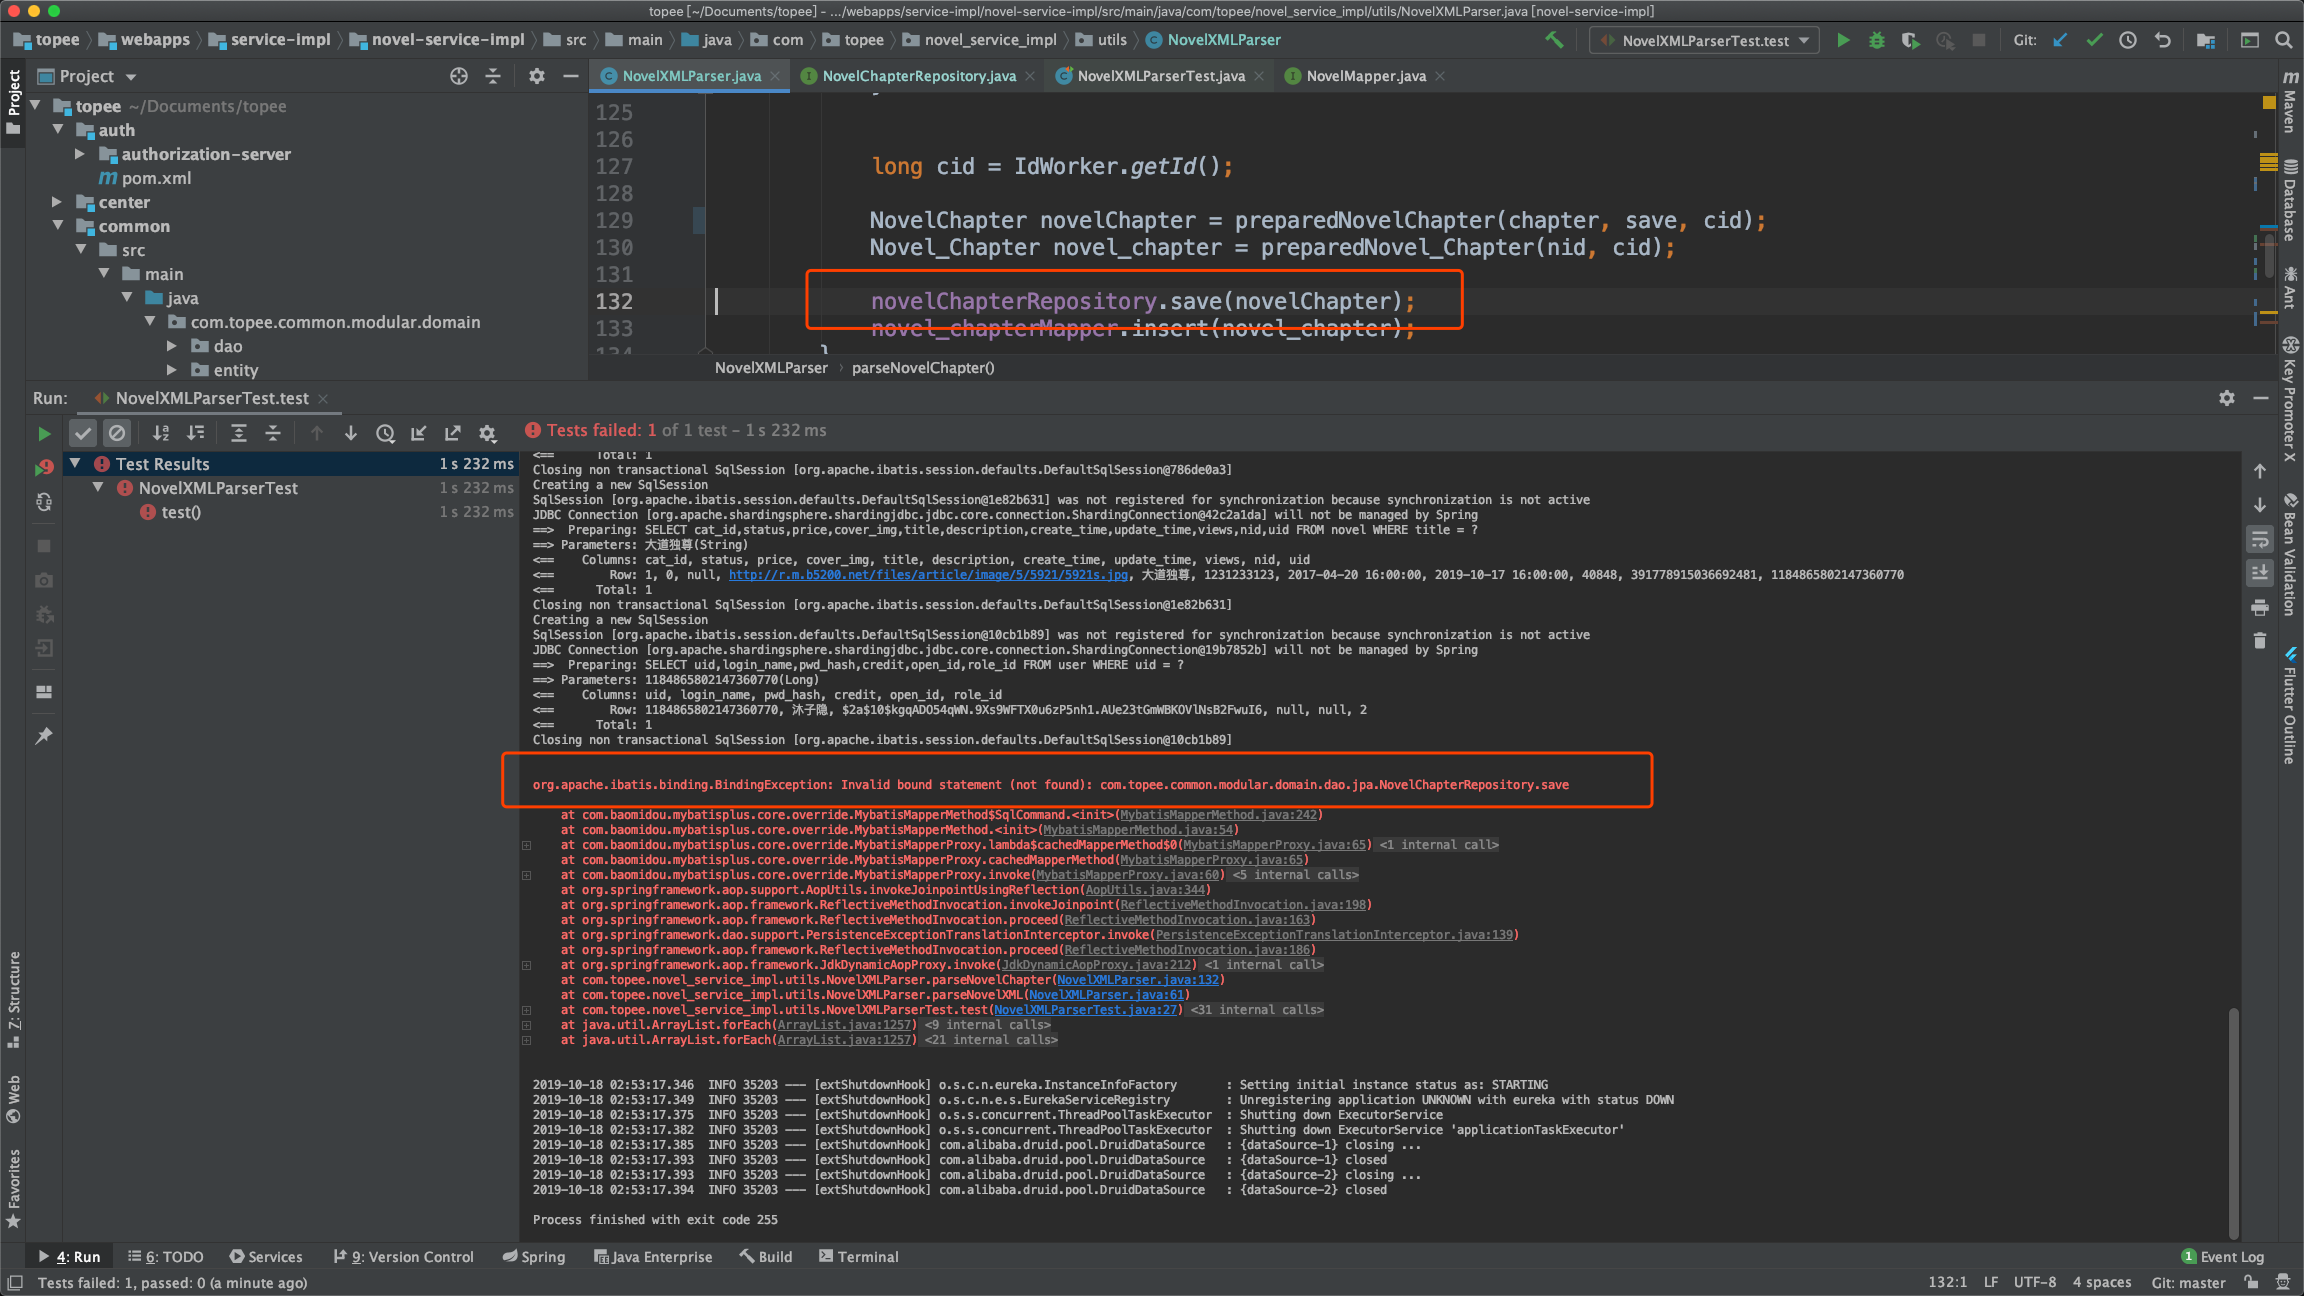 topee [~/Documents/topee] - .../webapps/service-impl/novel-service-impl/src/main/java/com/topee/novel_service_impl/utils/NovelXMLParser.java [novel-service-impl]
topee webapps service-impl novel-service-impl src main java com topee novel_service_impl utils NovelXMLParser NovelXMLParserTest.test Git:
Project
NovelXMLParser.java NovelChapterRepository.java NovelXMLParserTest.java NovelMapper.java
topee ~/Documents/topee
auth
authorization-server
pom.xml
center
common
src
main
java
com.topee.common.modular.domain
dao
entity
125
126
127 long cid = IdWorker.getId();
128
129 NovelChapter novelChapter = preparedNovelChapter(chapter, save, cid);
130 Novel_Chapter novel_chapter = preparedNovel_Chapter(nid, cid);
131
132 novelChapterRepository.save(novelChapter);
133 novel_chapterMapper.insert(novel_chapter);
134 }
NovelXMLParser parseNovelChapter()
Run: NovelXMLParserTest.test
Tests failed: 1 of 1 test – 1 s 232 ms
Test Results 1 s 232 ms
NovelXMLParserTest 1 s 232 ms
test() 1 s 232 ms
<== Total: 1
Closing non transactional SqlSession [org.apache.ibatis.session.defaults.DefaultSqlSession@786de0a3]
Creating a new SqlSession
SqlSession [org.apache.ibatis.session.defaults.DefaultSqlSession@1e82b631] was not registered for synchronization because synchronization is not active
JDBC Connection [org.apache.shardingsphere.shardingjdbc.jdbc.core.connection.ShardingConnection@42c2a1da] will not be managed by Spring
==> Preparing: SELECT cat_id,status,price,cover_img,title,description,create_time,update_time,views,nid,uid FROM novel WHERE title = ?
==> Parameters: 大道独尊(String)
<== Columns: cat_id, status, price, cover_img, title, description, create_time, update_time, views, nid, uid
<== Row: 1, 0, null, http://r.m.b5200.net/files/article/image/5/5921/5921s.jpg, 大道独尊, 1231233123, 2017-04-20 16:00:00, 2019-10-17 16:00:00, 40848, 391778915036692481, 1184865802147360770
<== Total: 1
Closing non transactional SqlSession [org.apache.ibatis.session.defaults.DefaultSqlSession@1e82b631]
Creating a new SqlSession
SqlSession [org.apache.ibatis.session.defaults.DefaultSqlSession@10cb1b89] was not registered for synchronization because synchronization is not active
JDBC Connection [org.apache.shardingsphere.shardingjdbc.jdbc.core.connection.ShardingConnection@19b7852b] will not be managed by Spring
==> Preparing: SELECT uid,login_name,pwd_hash,credit,open_id,role_id FROM user WHERE uid = ?
==> Parameters: 1184865802147360770(Long)
<== Columns: uid, login_name, pwd_hash, credit, open_id, role_id
<== Row: 1184865802147360770, 沐子隐, $2a$10$kgqADO54qWN.9Xs9WFTX0u6zP5nh1.AUe23tGmWBKOVlNsB2FwuI6, null, null, 2
<== Total: 1
Closing non transactional SqlSession [org.apache.ibatis.session.defaults.DefaultSqlSession@10cb1b89]
org.apache.ibatis.binding.BindingException: Invalid bound statement (not found): com.topee.common.modular.domain.dao.jpa.NovelChapterRepository.save
at com.baomidou.mybatisplus.core.override.MybatisMapperMethod$SqlCommand.<init>(MybatisMapperMethod.java:242)
at com.baomidou.mybatisplus.core.override.MybatisMapperMethod.<init>(MybatisMapperMethod.java:54)
at com.baomidou.mybatisplus.core.override.MybatisMapperProxy.lambda$cachedMapperMethod$0(MybatisMapperProxy.java:65) <1 internal call>
at com.baomidou.mybatisplus.core.override.MybatisMapperProxy.cachedMapperMethod(MybatisMapperProxy.java:65)
at com.baomidou.mybatisplus.core.override.MybatisMapperProxy.invoke(MybatisMapperProxy.java:60) <5 internal calls>
at org.springframework.aop.support.AopUtils.invokeJoinpointUsingReflection(AopUtils.java:344)
at org.springframework.aop.framework.ReflectiveMethodInvocation.invokeJoinpoint(ReflectiveMethodInvocation.java:198)
at org.springframework.aop.framework.ReflectiveMethodInvocation.proceed(ReflectiveMethodInvocation.java:163)
at org.springframework.dao.support.PersistenceExceptionTranslationInterceptor.invoke(PersistenceExceptionTranslationInterceptor.java:139)
at org.springframework.aop.framework.ReflectiveMethodInvocation.proceed(ReflectiveMethodInvocation.java:186)
at org.springframework.aop.framework.JdkDynamicAopProxy.invoke(JdkDynamicAopProxy.java:212) <1 internal call>
at com.topee.novel_service_impl.utils.NovelXMLParser.parseNovelChapter(NovelXMLParser.java:132)
at com.topee.novel_service_impl.utils.NovelXMLParser.parseNovelXML(NovelXMLParser.java:61)
at com.topee.novel_service_impl.utils.NovelXMLParserTest.test(NovelXMLParserTest.java:27) <31 internal calls>
at java.util.ArrayList.forEach(ArrayList.java:1257) <9 internal calls>
at java.util.ArrayList.forEach(ArrayList.java:1257) <21 internal calls>
2019-10-18 02:53:17.346 INFO 35203 --- [extShutdownHook] o.s.c.n.eureka.InstanceInfoFactory : Setting initial instance status as: STARTING
2019-10-18 02:53:17.349 INFO 35203 --- [extShutdownHook] o.s.c.n.e.s.EurekaServiceRegistry : Unregistering application UNKNOWN with eureka with status DOWN
2019-10-18 02:53:17.375 INFO 35203 --- [extShutdownHook] o.s.s.concurrent.ThreadPoolTaskExecutor : Shutting down ExecutorService
2019-10-18 02:53:17.382 INFO 35203 --- [extShutdownHook] o.s.s.concurrent.ThreadPoolTaskExecutor : Shutting down ExecutorService 'applicationTaskExecutor'
2019-10-18 02:53:17.385 INFO 35203 --- [extShutdownHook] com.alibaba.druid.pool.DruidDataSource : {dataSource-1} closing ...
2019-10-18 02:53:17.393 INFO 35203 --- [extShutdownHook] com.alibaba.druid.pool.DruidDataSource : {dataSource-1} closed
2019-10-18 02:53:17.393 INFO 35203 --- [extShutdownHook] com.alibaba.druid.pool.DruidDataSource : {dataSource-2} closing ...
2019-10-18 02:53:17.394 INFO 35203 --- [extShutdownHook] com.alibaba.druid.pool.DruidDataSource : {dataSource-2} closed
Process finished with exit code 255
Project
Z: Structure
Web
Favorites
Maven
Database
Ant
Key Promoter X
Bean Validation
Flutter Outline
4: Run 6: TODO Services 9: Version Control Spring Java Enterprise Build Terminal 1 Event Log
Tests failed: 1, passed: 0 (a minute ago) 132:1 LF UTF-8 4 spaces Git: master